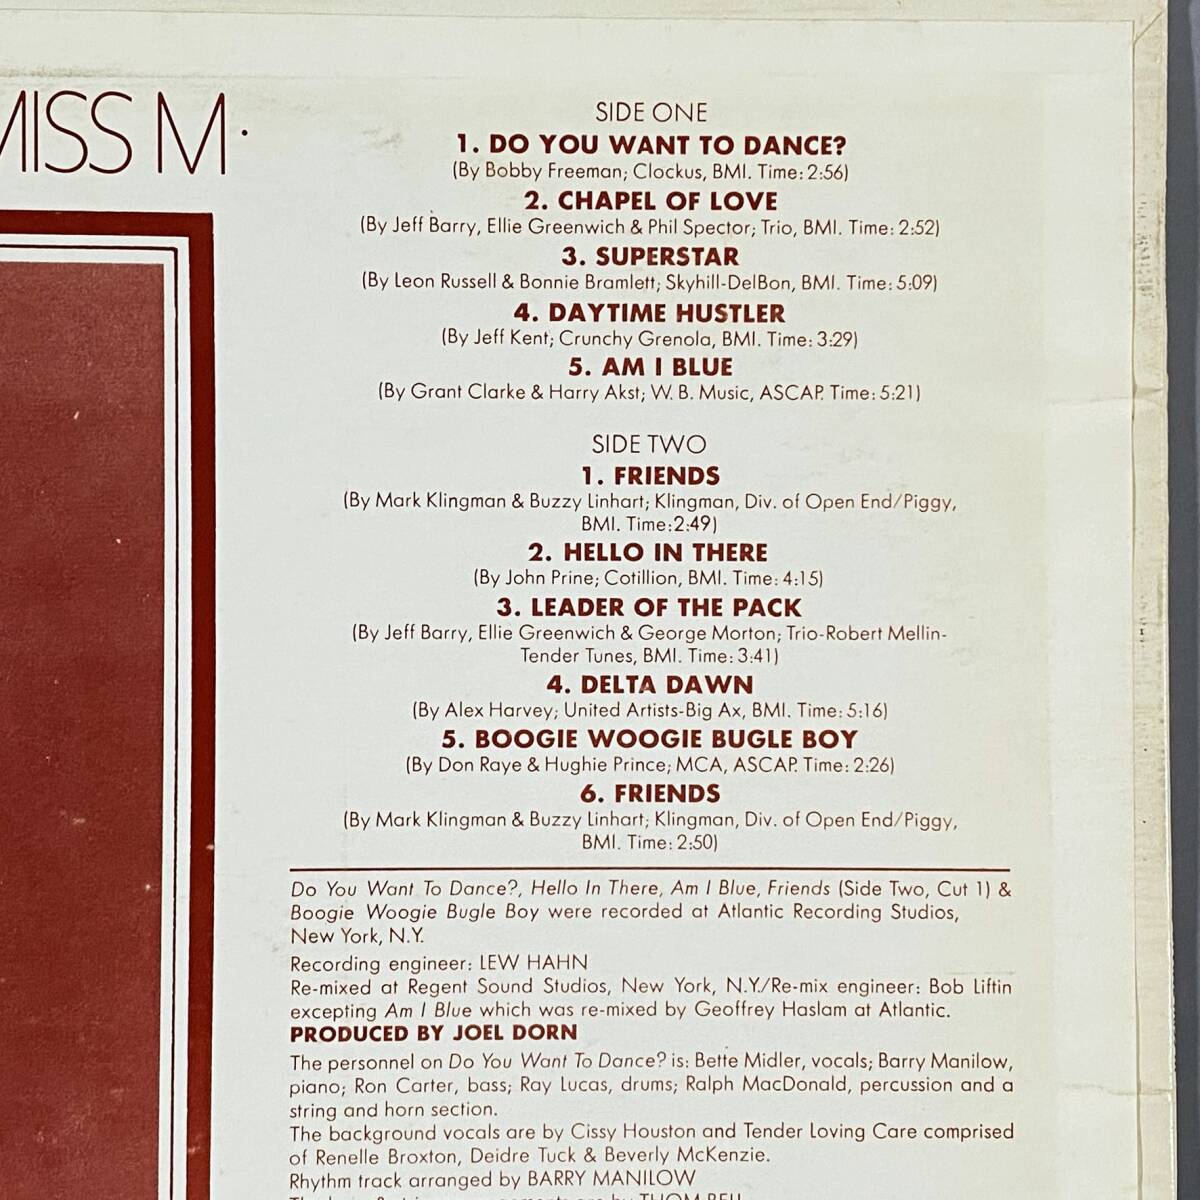 MISS M·
SIDE ONE
1. DO YOU WANT TO DANCE?
(By Bobby Freeman; Clockus, BMI. Time: 2:56)
2. CHAPEL OF LOVE
(By Jeff Barry, Ellie Greenwich & Phil Spector; Trio, BMI. Time: 2:52)
3. SUPERSTAR
(By Leon Russell & Bonnie Bramlett; Skyhill-DelBon, BMI. Time: 5:09)
4. DAYTIME HUSTLER
(By Jeff Kent; Crunchy Grenola, BMI. Time: 3:29)
5. AM I BLUE
(By Grant Clarke & Harry Akst; W. B. Music, ASCAP. Time: 5:21)
SIDE TWO
1. FRIENDS
(By Mark Klingman & Buzzy Linhart; Klingman, Div. of Open End/Piggy,
BMI. Time:2:49)
2. HELLO IN THERE
(By John Prine; Cotillion, BMI. Time: 4:15)
3. LEADER OF THE PACK
(By Jeff Barry, Ellie Greenwich & George Morton; Trio-Robert Mellin-
Tender Tunes, BMI. Time: 3:41)
4. DELTA DAWN
(By Alex Harvey; United Artists-Big Ax, BMI. Time: 5:16)
5. BOOGIE WOOGIE BUGLE BOY
(By Don Raye & Hughie Prince; MCA, ASCAP. Time: 2:26)
6. FRIENDS
(By Mark Klingman & Buzzy Linhart; Klingman, Div. of Open End/Piggy,
BMI. Time: 2:50)
Do You Want To Dance?, Hello In There, Am I Blue, Friends (Side Two, Cut 1) &
Boogie Woogie Bugle Boy were recorded at Atlantic Recording Studios,
New York, N.Y.
Recording engineer: LEW HAHN
Re-mixed at Regent Sound Studios, New York, N.Y./Re-mix engineer: Bob Liftin
excepting Am I Blue which was re-mixed by Geoffrey Haslam at Atlantic.
PRODUCED BY JOEL DORN
The personnel on Do You Want To Dance? is: Bette Midler, vocals; Barry Manilow,
piano; Ron Carter, bass; Ray Lucas, drums; Ralph MacDonald, percussion and a
string and horn section.
The background vocals are by Cissy Houston and Tender Loving Care comprised
of Renelle Broxton, Deidre Tuck & Beverly McKenzie.
Rhythm track arranged by BARRY MANILOW